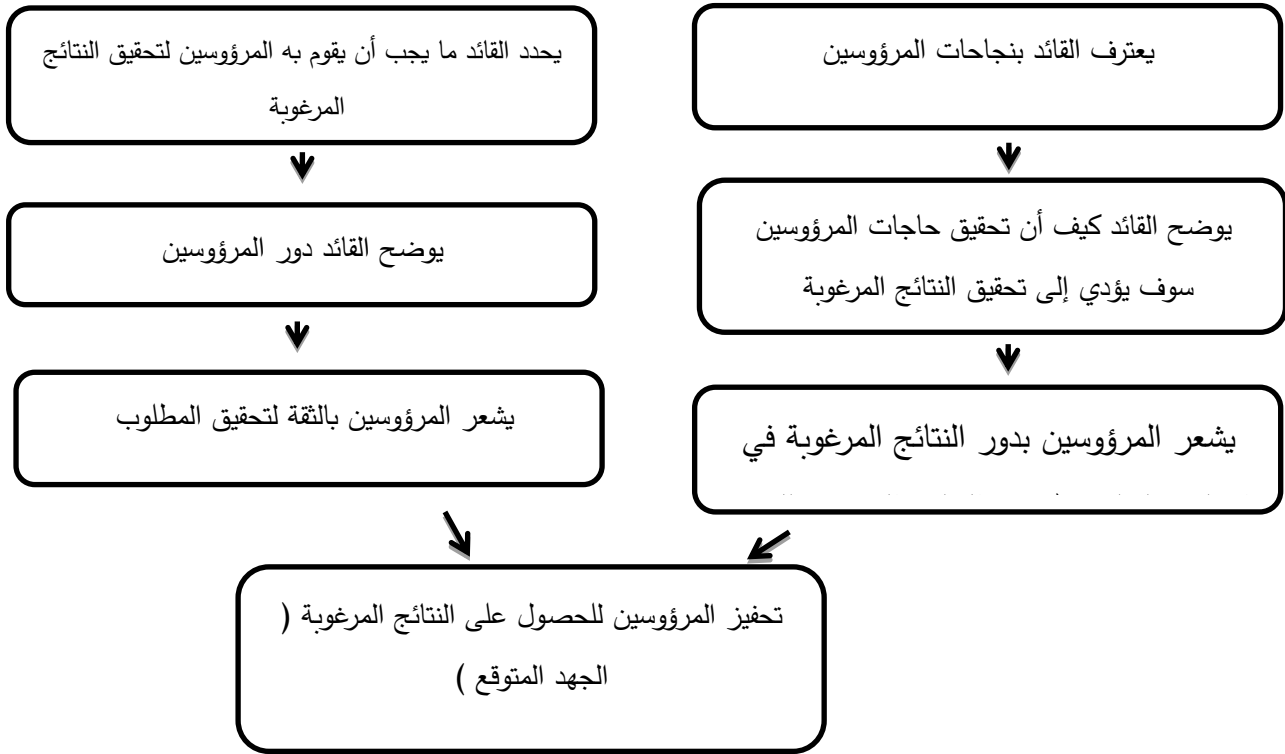 يعترف القائد بنجاحات المرؤوسين
يوضح القائد كيف أن تحقيق حاجات المرؤوسين
سوف يؤدي إلى تحقيق النتائج المرغوبة
يشعر المرؤوسين بدور النتائج المرغوبة في
يحدد القائد ما يجب أن يقوم به المرؤوسين لتحقيق النتائج
المرغوبة
يوضح القائد دور المرؤوسين
يشعر المرؤوسين بالثقة لتحقيق المطلوب
تحفيز المرؤوسين للحصول على النتائج المرغوبة (
الجهد المتوقع )